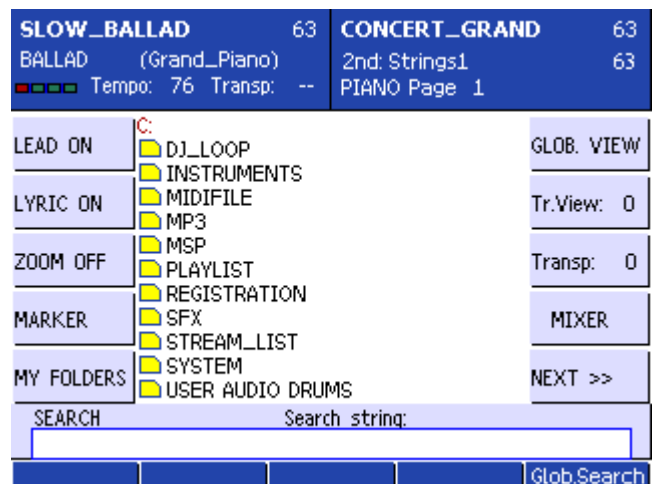 SLOW_BALLAD 63
BALLAD (Grand_Piano)
Tempo: 76 Transp: --
CONCERT_GRAND 63
2nd: Strings1 63
PIANO Page 1
LEAD ON
LYRIC ON
ZOOM OFF
MARKER
MY FOLDERS
C:
DJ_LOOP
INSTRUMENTS
MIDIFILE
MP3
MSP
PLAYLIST
REGISTRATION
SFX
STREAM_LIST
SYSTEM
USER AUDIO DRUMS
GLOB. VIEW
Tr.View: 0
Transp: 0
MIXER
NEXT >>
SEARCH Search string:
Glob.Search